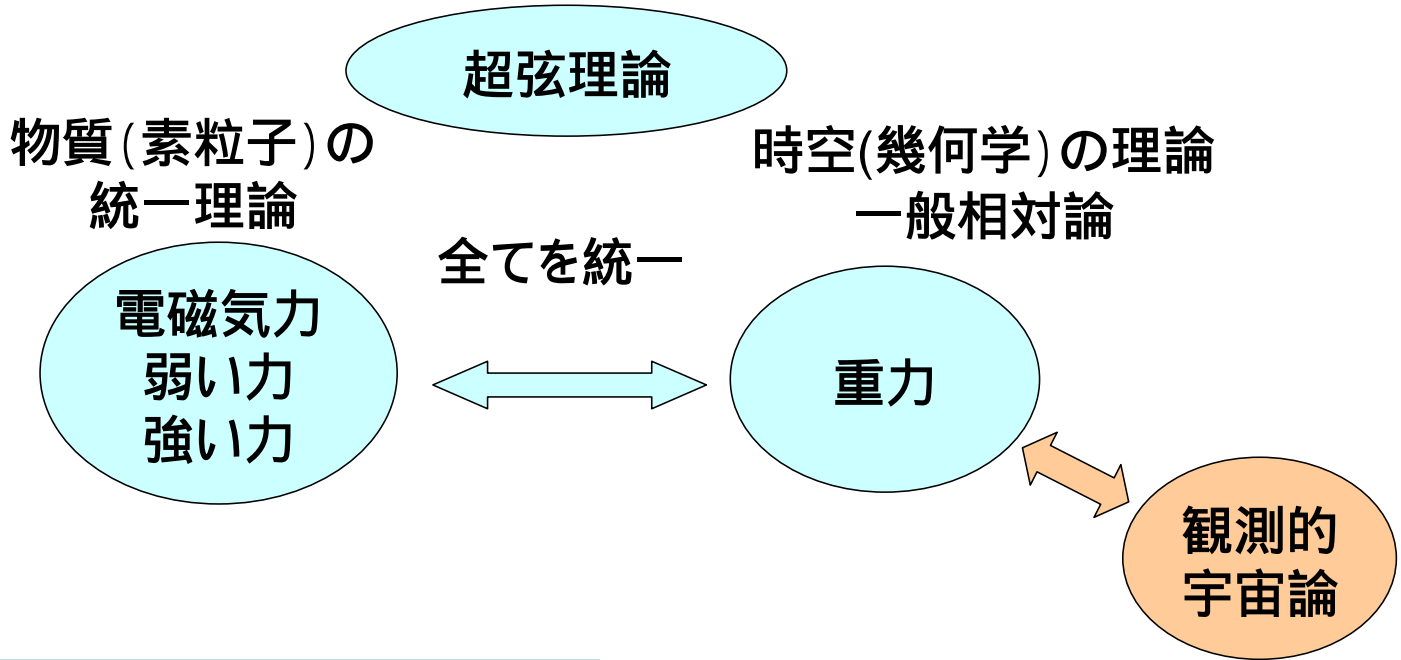 超弦理論
物質(素粒子)の
統一理論
時空(幾何学)の理論
一般相対論
全てを統一
電磁気力
弱い力
強い力
重力
観測的
宇宙論